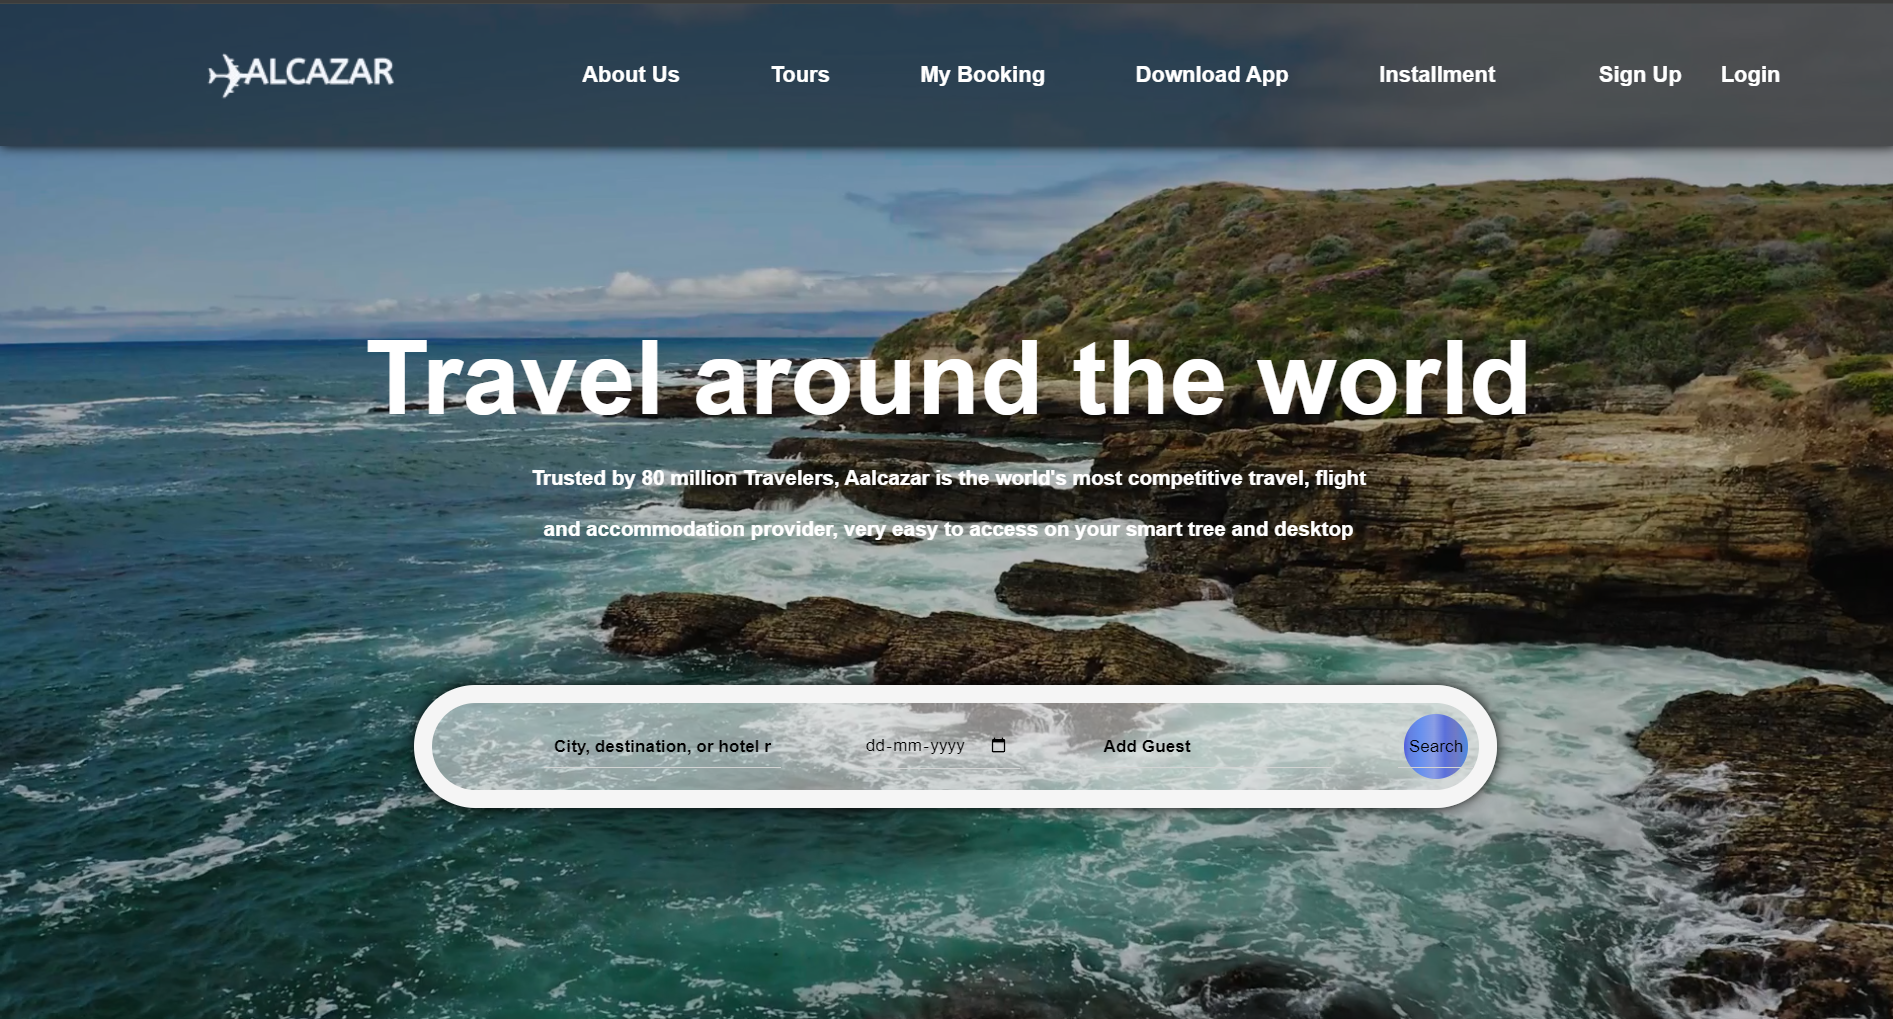 ALCAZAR
About Us Tours My Booking Download App Installment Sign Up Login
Travel around the world
Trusted by 80 million Travelers, Aalcazar is the world's most competitive travel, flight
and accommodation provider, very easy to access on your smart tree and desktop
City, destination, or hotel r dd-mm-yyyy Add Guest Search